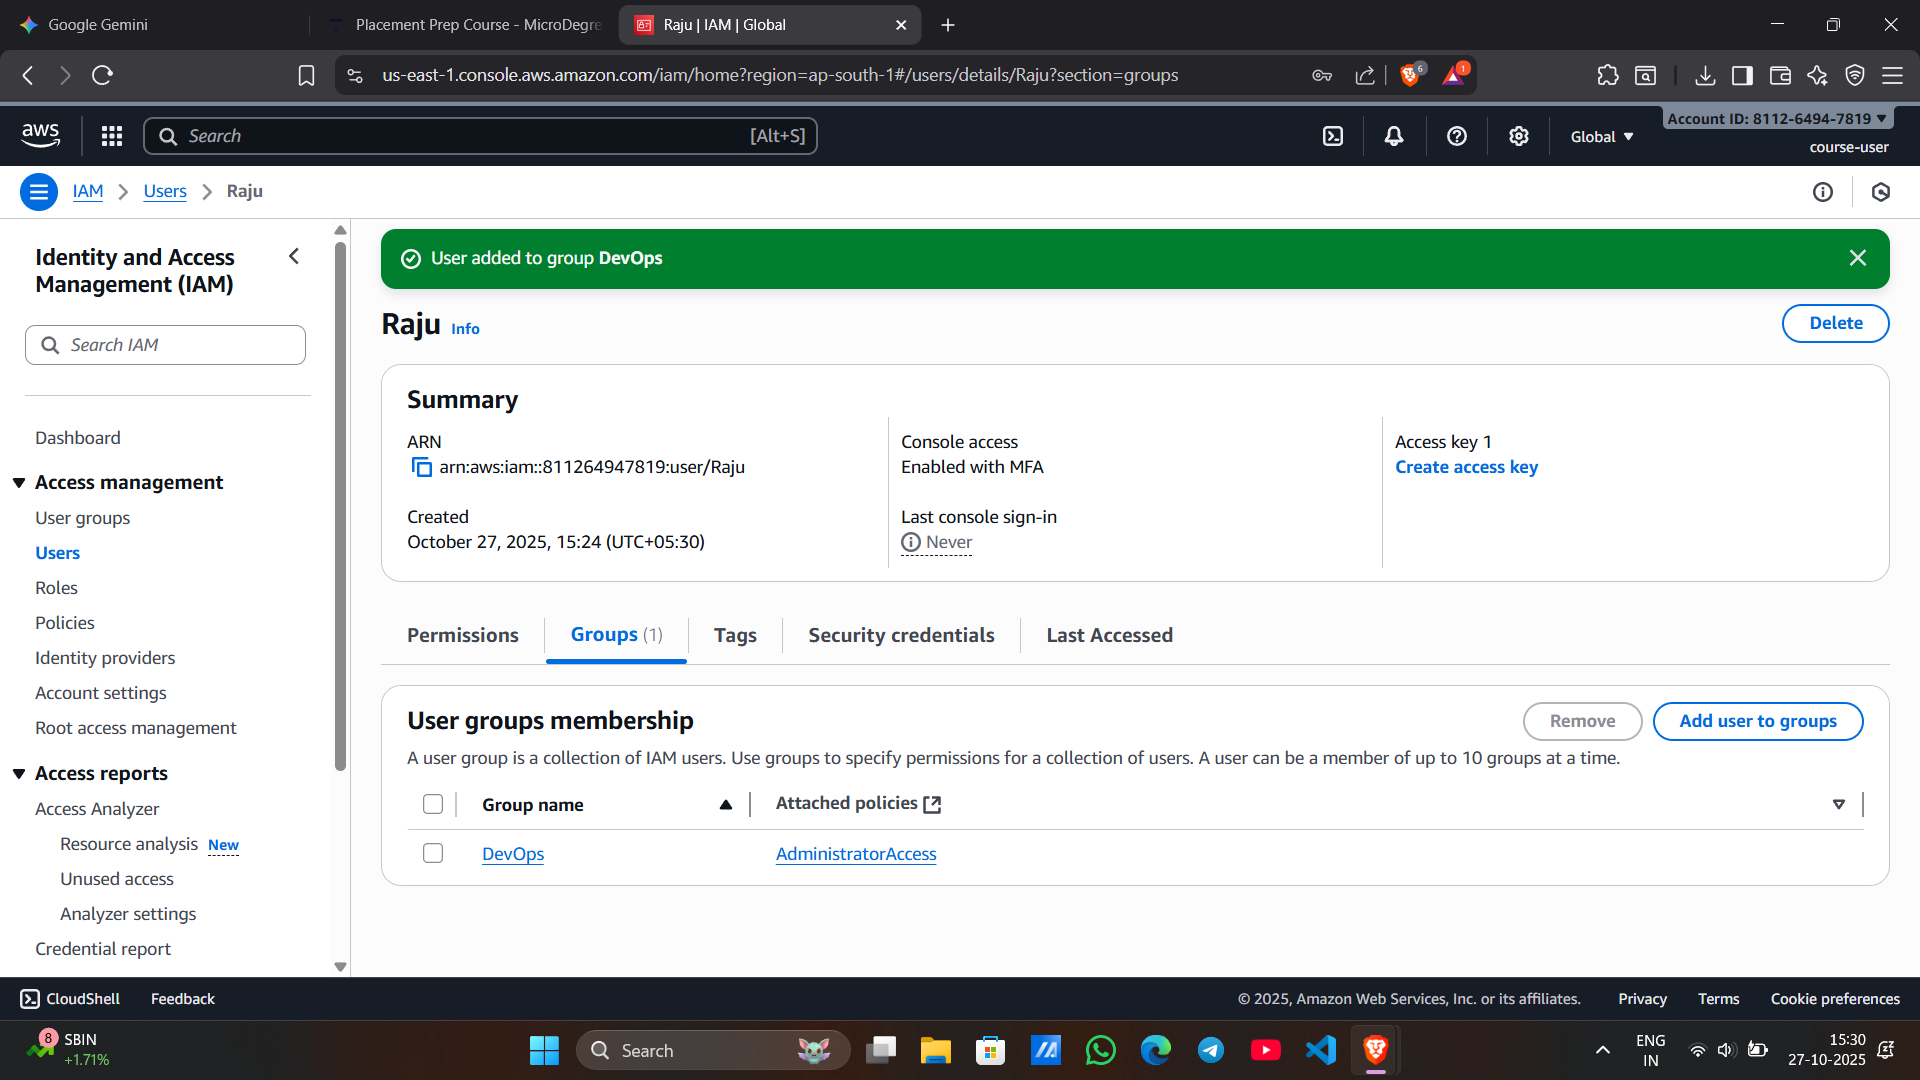 Google Gemini
Placement Prep Course - MicroDegre
Raju | IAM | Global
us-east-1.console.aws.amazon.com/iam/home?region=ap-south-1#/users/details/Raju?section=groups
6
1
aws
Search
[Alt+S]
Global
Account ID: 8112-6494-7819
course-user
IAM
Users
Raju
Identity and Access
Management (IAM)
Search IAM
Dashboard
Access management
User groups
Users
Roles
Policies
Identity providers
Account settings
Root access management
Access reports
Access Analyzer
Resource analysis New
Unused access
Analyzer settings
Credential report
User added to group DevOps
Raju Info
Delete
Summary
ARN
arn:aws:iam::811264947819:user/Raju
Created
October 27, 2025, 15:24 (UTC+05:30)
Console access
Enabled with MFA
Last console sign-in
Never
Access key 1
Create access key
Permissions
Groups (1)
Tags
Security credentials
Last Accessed
User groups membership
Remove
Add user to groups
A user group is a collection of IAM users. Use groups to specify permissions for a collection of users. A user can be a member of up to 10 groups at a time.
Group name
Attached policies
DevOps
AdministratorAccess
CloudShell
Feedback
© 2025, Amazon Web Services, Inc. or its affiliates.
Privacy
Terms
Cookie preferences
8
SBIN
+1.71%
Search
ENG
IN
15:30
27-10-2025